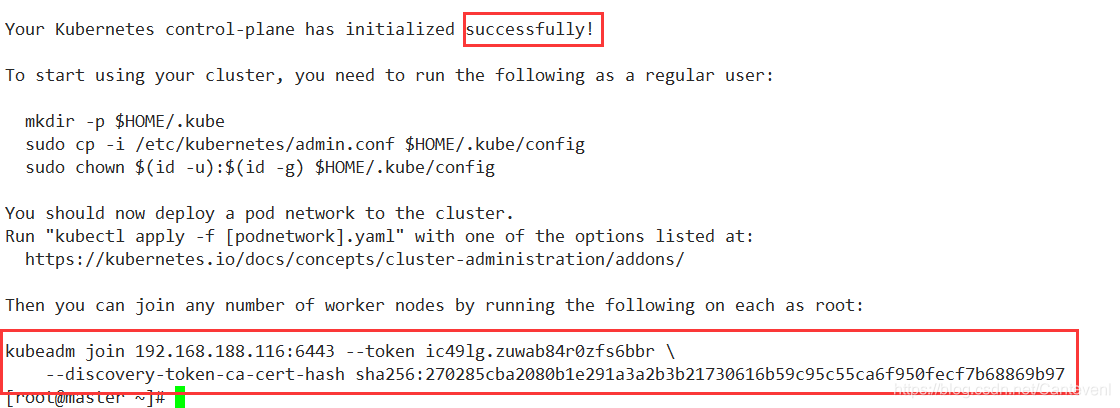 Your Kubernetes control-plane has initialized successfully!
To start using your cluster, you need to run the following as a regular user:
mkdir -p $HOME/.kube
sudo cp -i /etc/kubernetes/admin.conf $HOME/.kube/config
sudo chown $(id -u):$(id -g) $HOME/.kube/config
You should now deploy a pod network to the cluster.
Run "kubectl apply -f [podnetwork].yaml" with one of the options listed at:
https://kubernetes.io/docs/concepts/cluster-administration/addons/
Then you can join any number of worker nodes by running the following on each as root:
kubeadm join 192.168.188.116:6443 --token ic49lg.zuwab84r0zfs6bbr \
--discovery-token-ca-cert-hash sha256:270285cba2080b1e291a3a2b3b21730616b59c95c55ca6f950fecf7b68869b97
[root@master ~]#
https://blog.csdn.net/Cantevenl